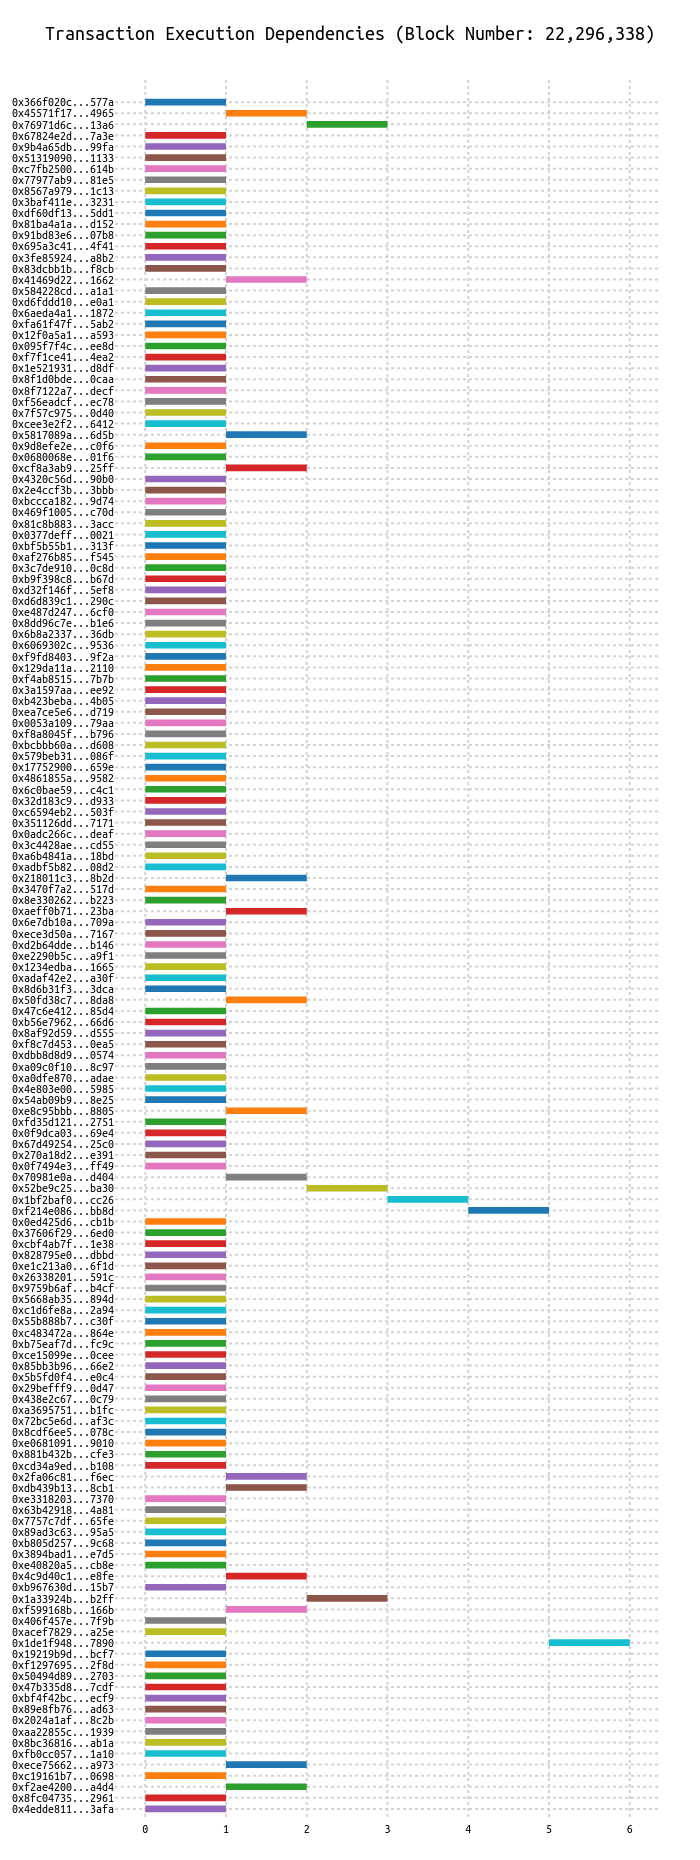 Transaction Execution Dependencies (Block Number: 22,296,338)
0x366f020c...577a
0x45571f17...4965
0x76971d6c...13a6
0x67824e2d...7a3e
0x9b4a65db...99fa
0x51319090...1133
0xc7fb2500...614b
0x77977ab9...81e5
0x8567a979...1c13
0x3baf411e...3231
0xdf60df13...5dd1
0x81ba4a1a...d152
0x91bd83e6...07b8
0x695a3c41...4f41
0x3fe85924...a8b2
0x83dcbb1b...f8cb
0x41469d22...1662
0x584228cd...a1a1
0xd6fddd10...e0a1
0x6aeda4a1...1872
0xfa61f47f...5ab2
0x12f0a5a1...a593
0x095f7f4c...ee8d
0xf7f1ce41...4ea2
0x1e521931...d8df
0x8f1d0bde...0caa
0x8f7122a7...decf
0xf56eadcf...ec78
0x7f57c975...0d40
0xcee3e2f2...6412
0x5817089a...6d5b
0x9d8efe2e...c0f6
0x0680068e...01f6
0xcf8a3ab9...25ff
0x4320c56d...90b0
0x2e4ccf3b...3bbb
0xbccca182...9d74
0x469f1005...c70d
0x81c8b883...3acc
0x0377deff...0021
0xbf5b55b1...313f
0xaf276b85...f545
0x3c7de910...0c8d
0xb9f398c8...b67d
0xd32f146f...5ef8
0xd6d839c1...290c
0xe487d247...6cf0
0x8dd96c7e...b1e6
0x6b8a2337...36db
0x6069302c...9536
0xf9fd8403...9f2a
0x129da11a...2110
0xf4ab8515...7b7b
0x3a1597aa...ee92
0xb423beba...4b05
0xea7ce5e6...d719
0x0053a109...79aa
0xf8a8045f...b796
0xbcbbb60a...d608
0x579beb31...086f
0x17752900...659e
0x4861855a...9582
0x6c0bae59...c4c1
0x32d183c9...d933
0xc6594eb2...503f
0x351126dd...7171
0x0adc266c...deaf
0x3c4428ae...cd55
0xa6b4841a...18bd
0xadbf5b82...08d2
0x218011c3...8b2d
0x3470f7a2...517d
0x8e330262...b223
0xaeff0b71...23ba
0x6e7db10a...709a
0xece3d50a...7167
0xd2b64dde...b146
0xe2290b5c...a9f1
0x1234edba...1665
0xadaf42e2...a30f
0x8d6b31f3...3dca
0x50fd38c7...8da8
0x47c6e412...85d4
0xb56e7962...66d6
0x8af92d59...d555
0xf8c7d453...0ea5
0xdbb8d8d9...0574
0xa09c0f10...8c97
0xa0dfe870...adae
0x4e803e00...5985
0x54ab09b9...8e25
0xe8c95bbb...8805
0xfd35d121...2751
0x0f9dca03...69e4
0x67d49254...25c0
0x270a18d2...e391
0x0f7494e3...ff49
0x70981e0a...d404
0x52be9c25...ba30
0x1bf2baf0...cc26
0xf214e086...bb8d
0x0ed425d6...cb1b
0x37606f29...6ed0
0xcbf4ab7f...1e38
0x828795e0...dbbd
0xe1c213a0...6f1d
0x26338201...591c
0x9759b6af...b4cf
0x5668ab35...894d
0xc1d6fe8a...2a94
0x55b888b7...c30f
0xc483472a...864e
0xb75eaf7d...fc9c
0xce15099e...0cee
0x85bb3b96...66e2
0x5b5fd0f4...e0c4
0x29befff9...0d47
0x438e2c67...0c79
0xa3695751...b1fc
0x72bc5e6d...af3c
0x8cdf6ee5...078c
0xe0681091...9010
0x881b432b...cfe3
0xcd34a9ed...b108
0x2fa06c81...f6ec
0xdb439b13...8cb1
0xe3318203...7370
0x63b42918...4a81
0x7757c7df...65fe
0x89ad3c63...95a5
0xb805d257...9c68
0x3894bad1...e7d5
0xe40820a5...cb8e
0x4c9d40c1...e8fe
0xb967630d...15b7
0x1a33924b...b2ff
0xf599168b...166b
0x406f457e...7f9b
0xacef7829...a25e
0x1de1f948...7890
0x19219b9d...bcf7
0xf1297695...2f8d
0x50494d89...2703
0x47b335d8...7cdf
0xbf4f42bc...ecf9
0x89e8fb76...ad63
0x2024a1af...8c2b
0xaa22855c...1939
0x8bc36816...ab1a
0xfb0cc057...1a10
0xece75662...a973
0xc19161b7...0698
0xf2ae4200...a4d4
0x8fc04735...2961
0x4edde811...3afa
0 1 2 3 4 5 6